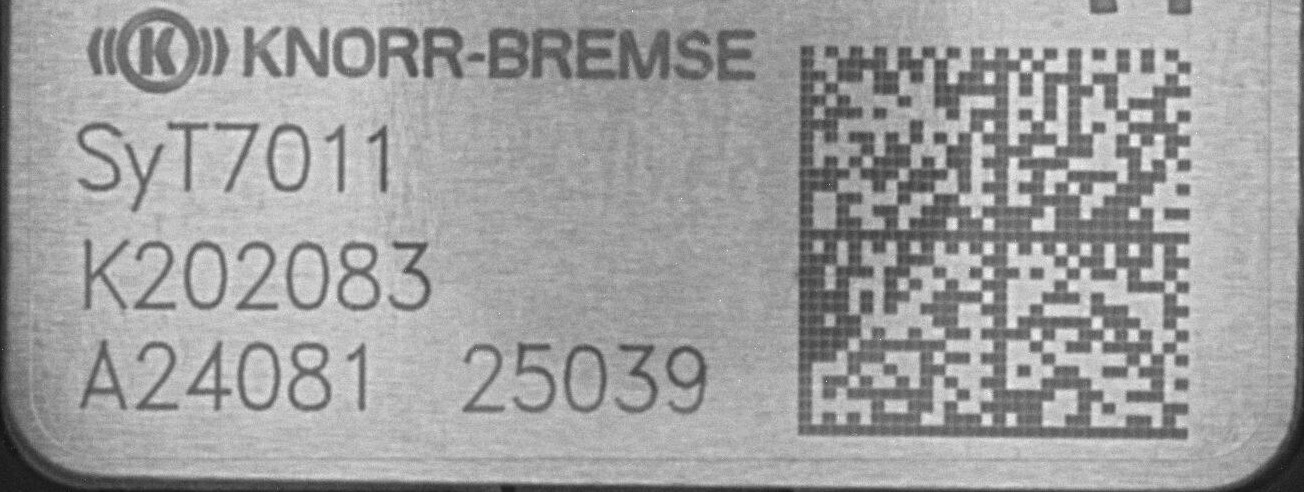 KNORR-BREMSE
SyT7011
K202083
A24081 25039